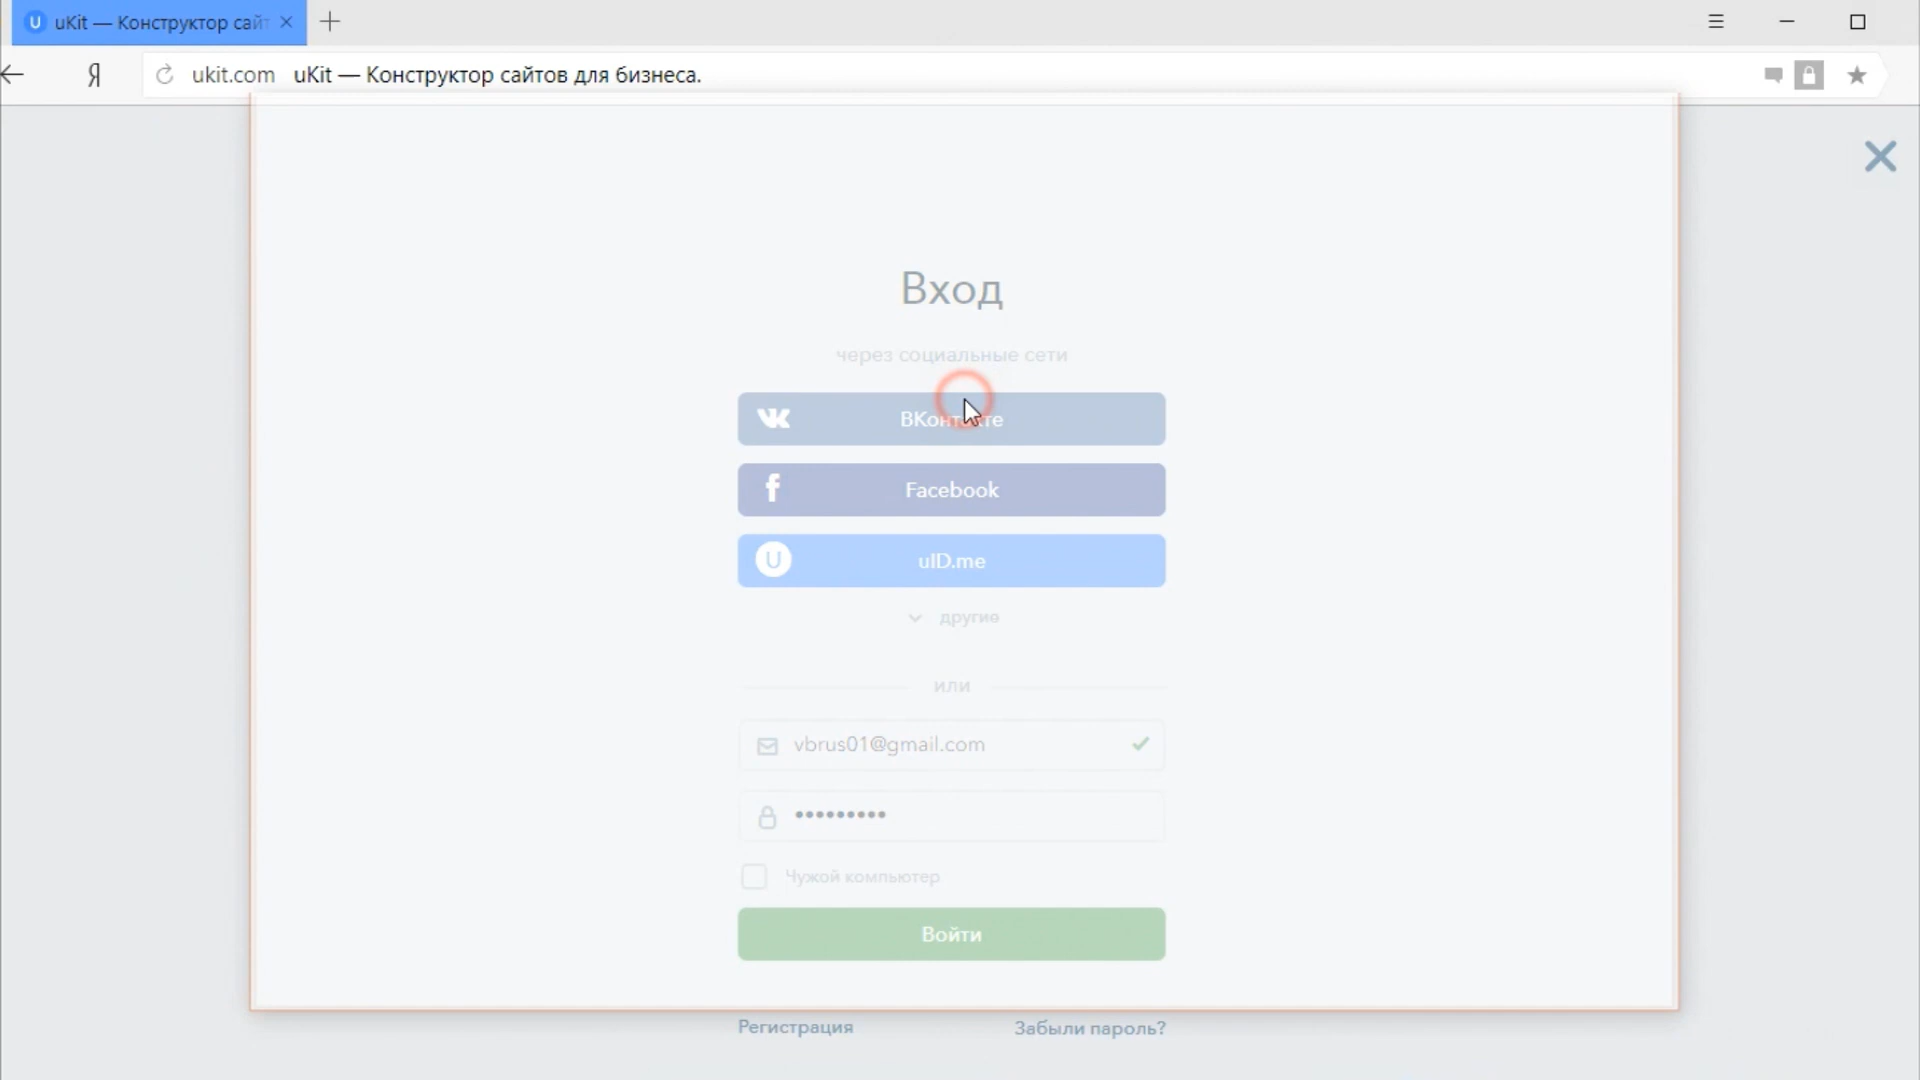 uKit — Конструктор сайт
Я
ukit.com uKit — Конструктор сайтов для бизнеса.
Вход
через социальные сети
ВКонтакте
f Facebook
U uID.me
другие
или
vbrus01@gmail.com
•••••••••
Чужой компьютер
Войти
Регистрация Забыли пароль?